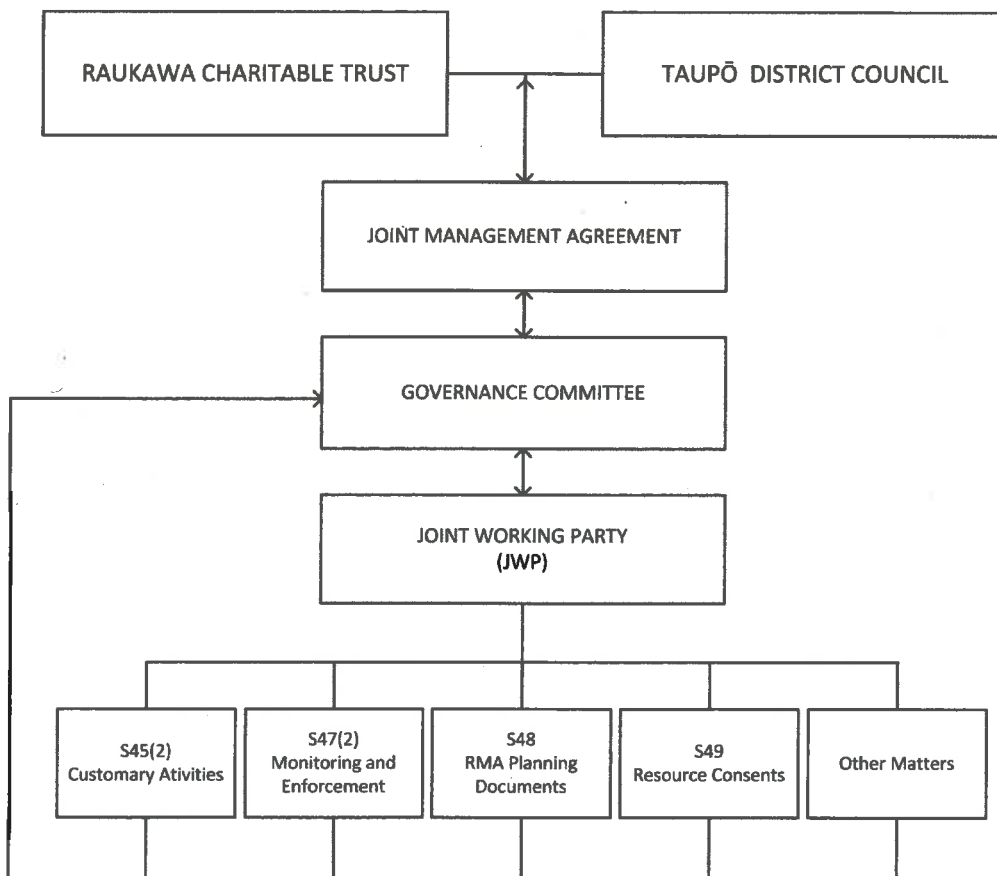 RAUKAWA CHARITABLE TRUST
TAUPŌ DISTRICT COUNCIL
JOINT MANAGEMENT AGREEMENT
GOVERNANCE COMMITTEE
JOINT WORKING PARTY
(JWP)
S45(2)
Customary Ativities
S47(2)
Monitoring and
Enforcement
S48
RMA Planning
Documents
S49
Resource Consents
Other Matters